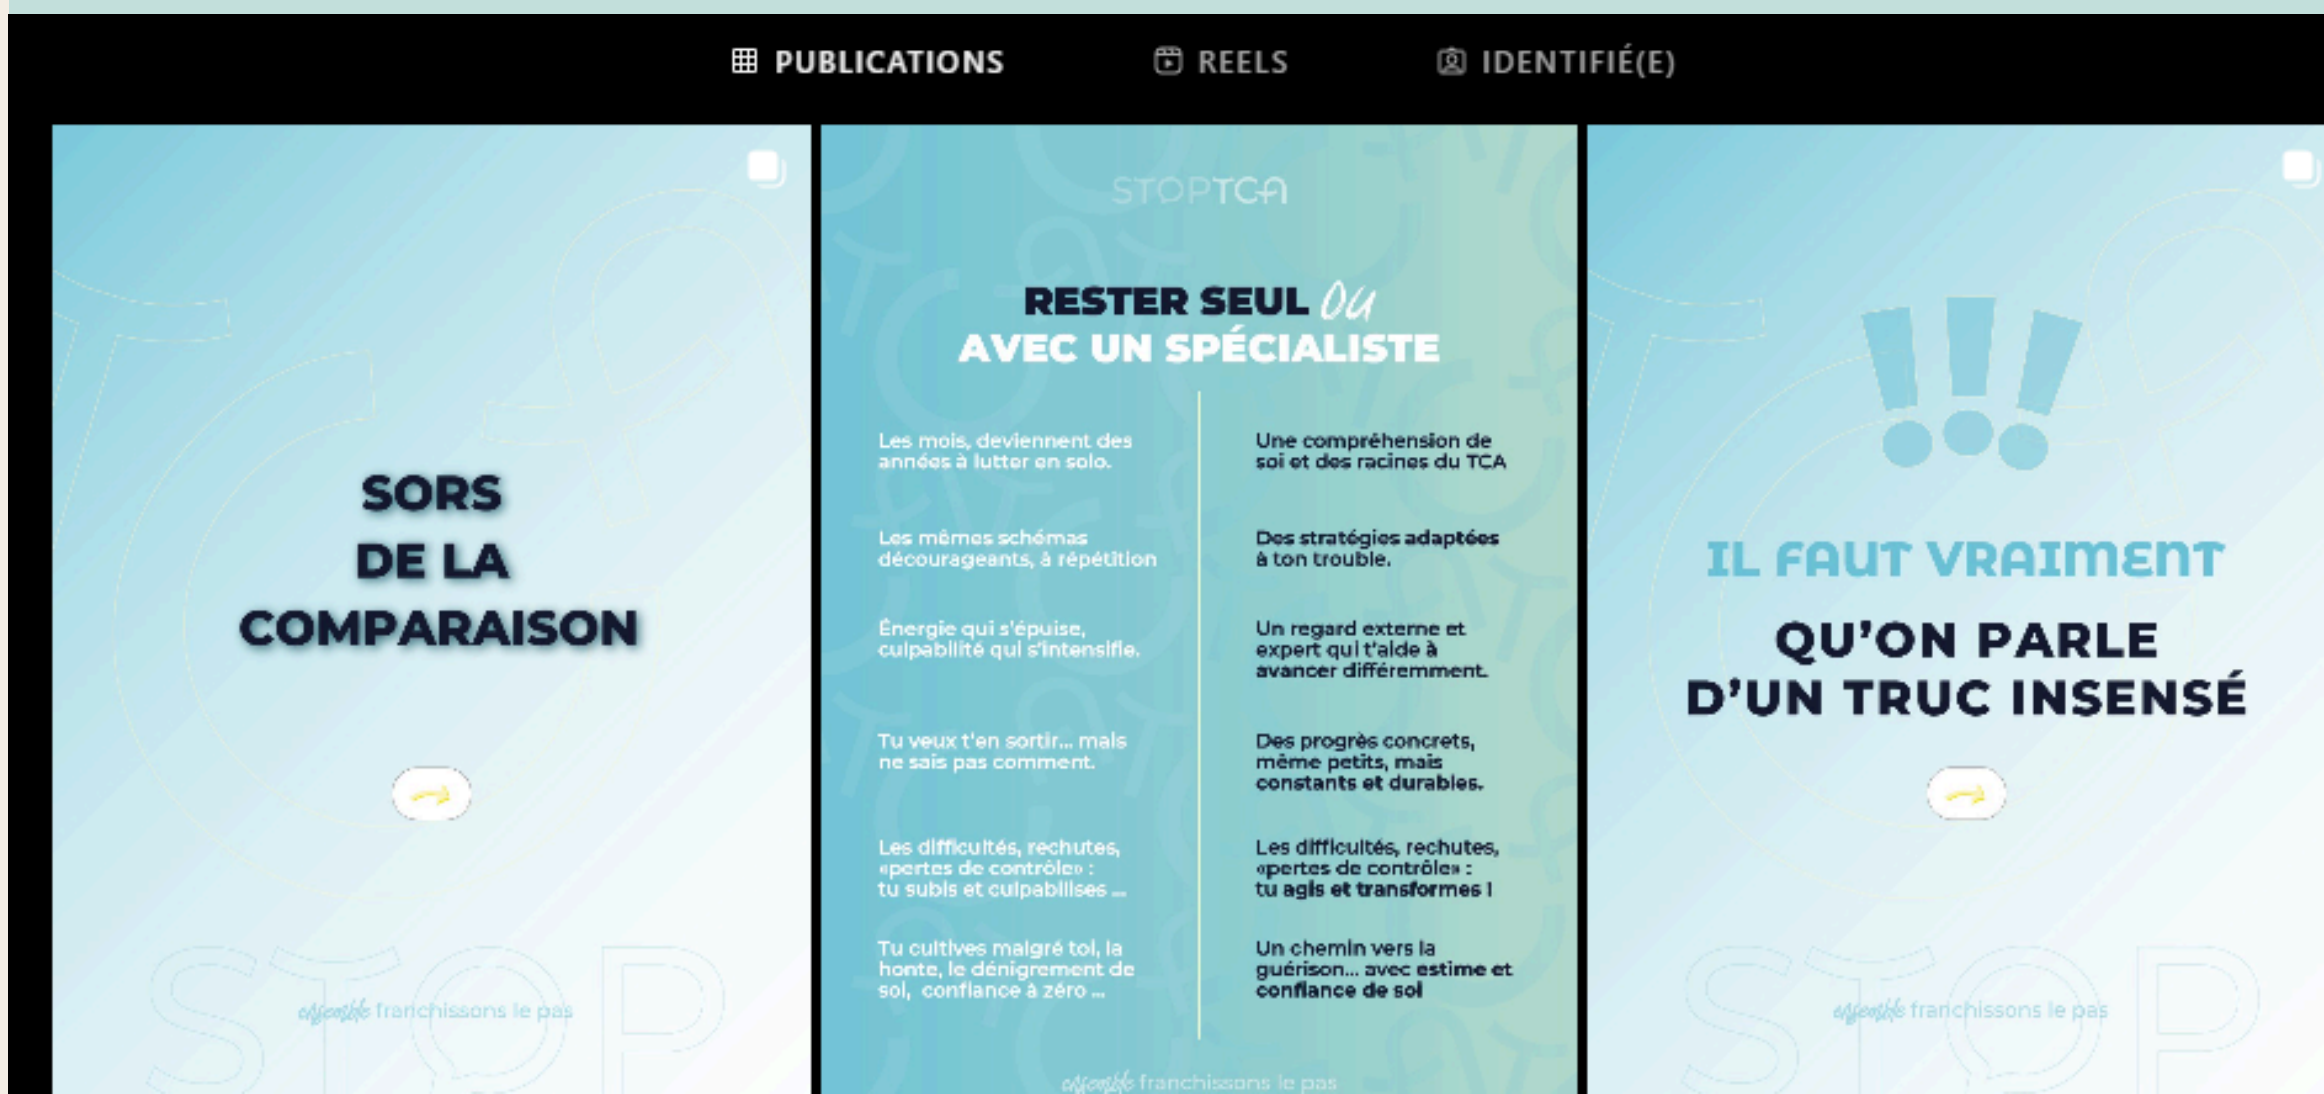 PUBLICATIONS
REELS
IDENTIFIÉ(E)
SORS
DE LA
COMPARAISON
ensemble franchissons le pas
STOP
STOPTCA
RESTER SEUL OU
AVEC UN SPÉCIALISTE
Les mois, deviennent des
années à lutter en solo.
Une compréhension de
soi et des racines du TCA
Les mêmes schémas
décourageants, à répétition
Des stratégies adaptées
à ton trouble.
Énergie qui s'épuise,
culpabilité qui s'intensifie.
Un regard externe et
expert qui t'aide à
avancer différemment.
Tu veux t'en sortir... mais
ne sais pas comment.
Des progrès concrets,
même petits, mais
constants et durables.
Les difficultés, rechutes,
«pertes de contrôle» :
tu subis et culpabilises ...
Les difficultés, rechutes,
«pertes de contrôle» :
tu agis et transformes !
Tu cultives malgré toi, la
honte, le dénigrement de
soi, confiance à zéro ...
Un chemin vers la
guérison... avec estime et
confiance de soi
ensemble franchissons le pas
!!!
IL FAUT VRAIMENT
QU'ON PARLE
D'UN TRUC INSENSÉ
ensemble franchissons le pas
STOP